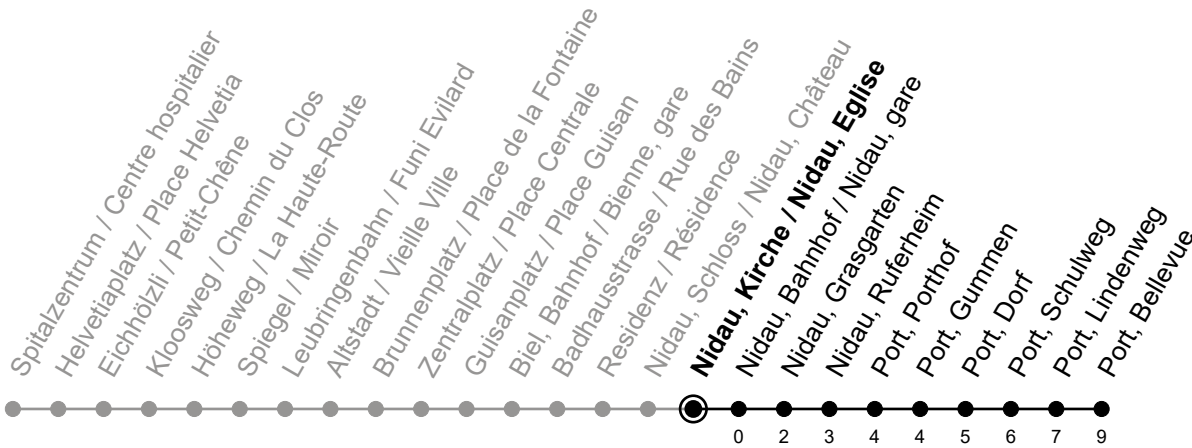 Spitalzentrum / Centre hospitalier
Helvetiaplatz / Place Helvetia
Eichhölzli / Petit-Chêne
Kloosweg / Chemin du Clos
Höheweg / La Haute-Route
Spiegel / Miroir
Leubringenbahn / Funi Evilard
Altstadt / Vieille Ville
Brunnenplatz / Place de la Fontaine
Zentralplatz / Place Centrale
Guisanplatz / Place Guisan
Biel, Bahnhof / Bienne, gare
Badhausstrasse / Rue des Bains
Residenz / Résidence
Nidau, Schloss / Nidau, Château
Nidau, Kirche / Nidau, Eglise
Nidau, Bahnhof / Nidau, gare
Nidau, Grasgarten
Nidau, Ruferheim
Port, Porthof
Port, Gummen
Port, Dorf
Port, Schulweg
Port, Lindenweg
Port, Bellevue
0 2 3 4 4 5 6 7 9